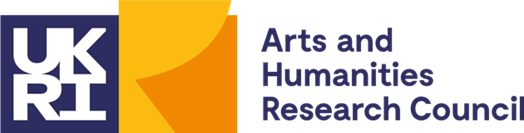 UK
RI
Arts and
Humanities
Research Council